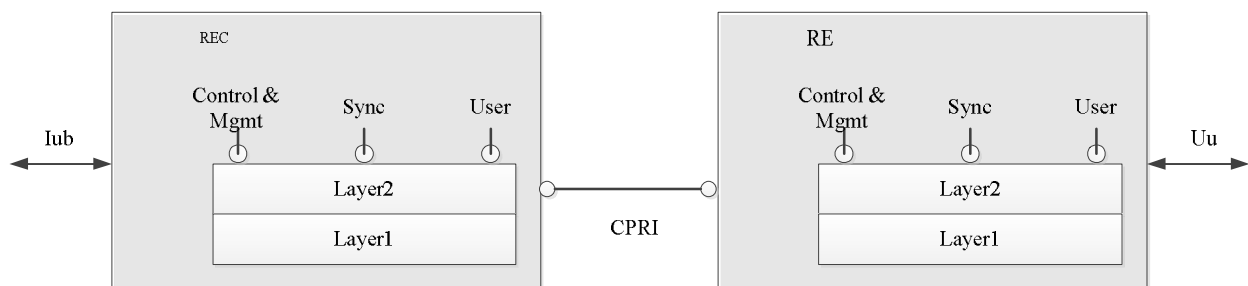 REC
RE
Control &
Mgmt
Sync
User
Control &
Mgmt
Sync
User
Iub
Uu
Layer2
Layer2
CPRI
Layer1
Layer1